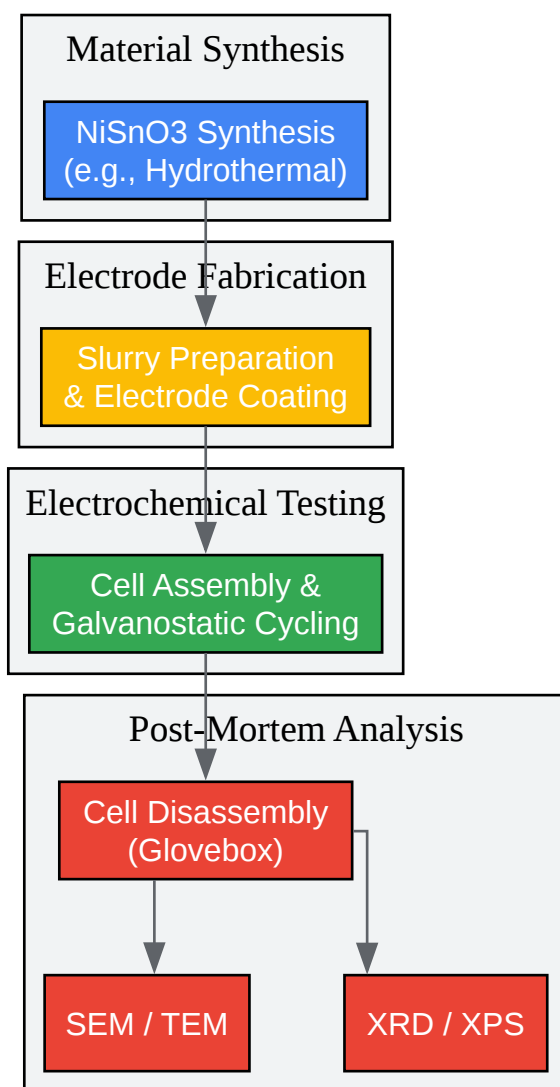 Material Synthesis
NiSnO3 Synthesis
(e.g., Hydrothermal)
Electrode Fabrication
Slurry Preparation
& Electrode Coating
Electrochemical Testing
Cell Assembly &
Galvanostatic Cycling
Post-Mortem Analysis
Cell Disassembly
(Glovebox)
SEM / TEM
XRD / XPS